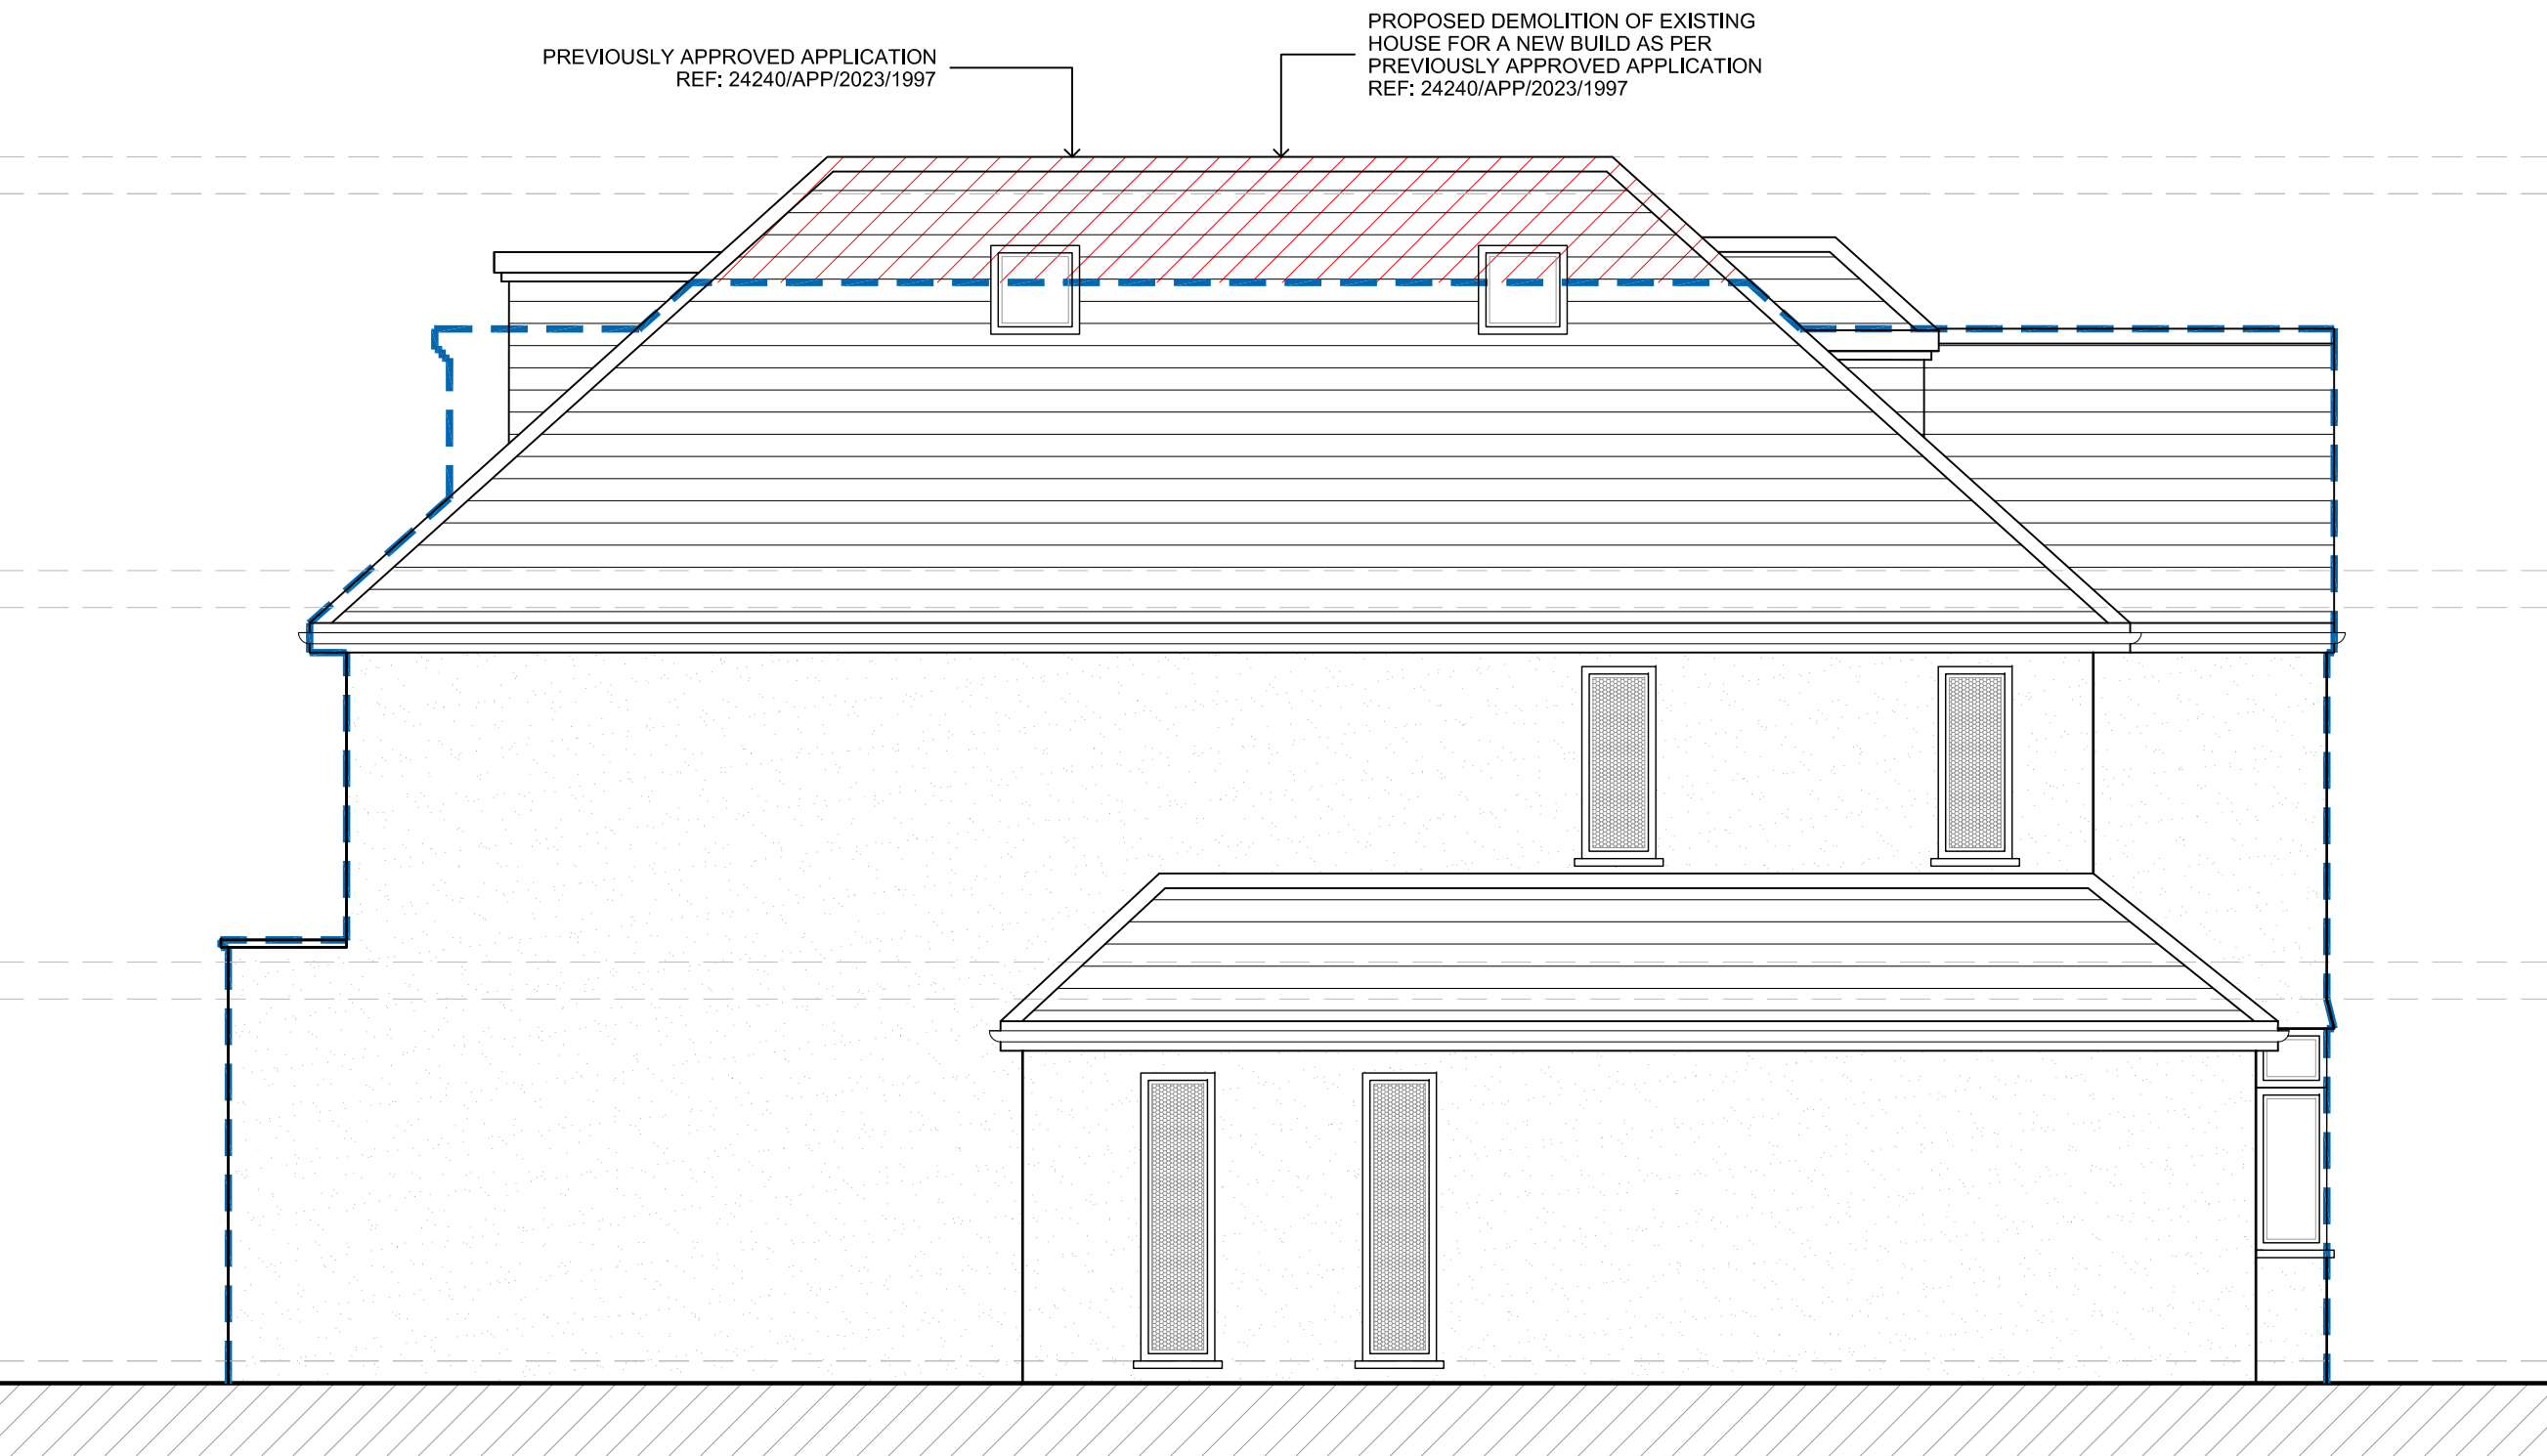 PREVIOUSLY APPROVED APPLICATION
REF: 24240/APP/2023/1997
PROPOSED DEMOLITION OF EXISTING
HOUSE FOR A NEW BUILD AS PER
PREVIOUSLY APPROVED APPLICATION
REF: 24240/APP/2023/1997